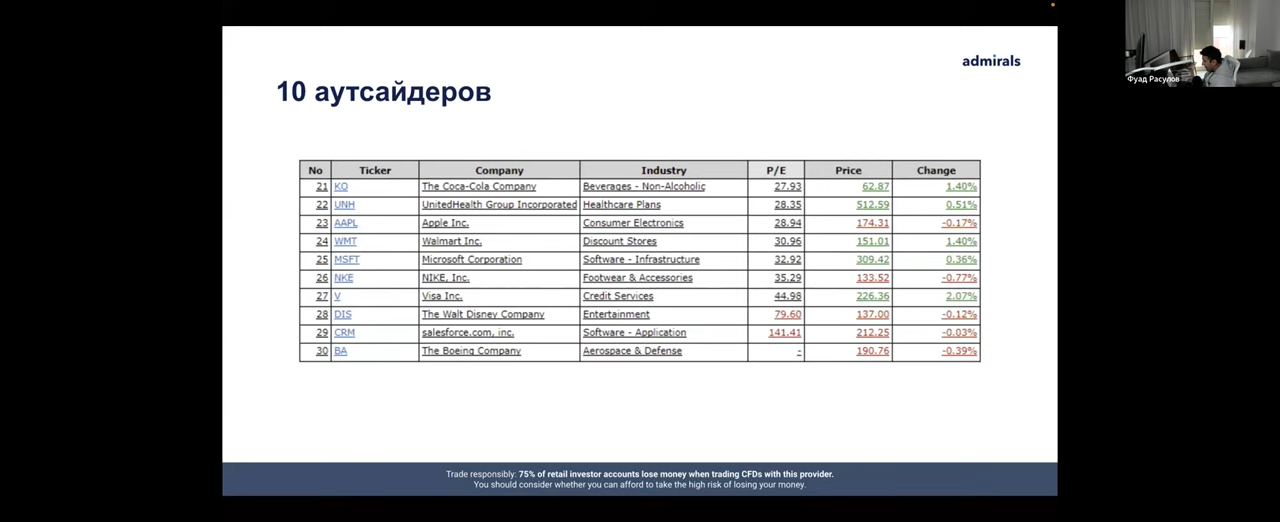 admirals
Фуад Расулов
10 аутсайдеров
No Ticker Company Industry P/E Price Change
21 KO The Coca-Cola Company Beverages - Non-Alcoholic 27.93 62.87 1.40%
22 UNH UnitedHealth Group Incorporated Healthcare Plans 28.35 512.59 0.51%
23 AAPL Apple Inc. Consumer Electronics 28.94 174.31 -0.17%
24 WMT Walmart Inc. Discount Stores 30.96 151.01 1.40%
25 MSFT Microsoft Corporation Software - Infrastructure 32.92 309.42 0.36%
26 NKE NIKE, Inc. Footwear & Accessories 35.29 133.52 -0.77%
27 V Visa Inc. Credit Services 44.98 226.36 2.07%
28 DIS The Walt Disney Company Entertainment 79.60 137.00 -0.12%
29 CRM salesforce.com, inc. Software - Application 141.41 212.25 -0.03%
30 BA The Boeing Company Aerospace & Defense - 190.76 -0.39%
Trade responsibly: 75% of retail investor accounts lose money when trading CFDs with this provider.
You should consider whether you can afford to take the high risk of losing your money.